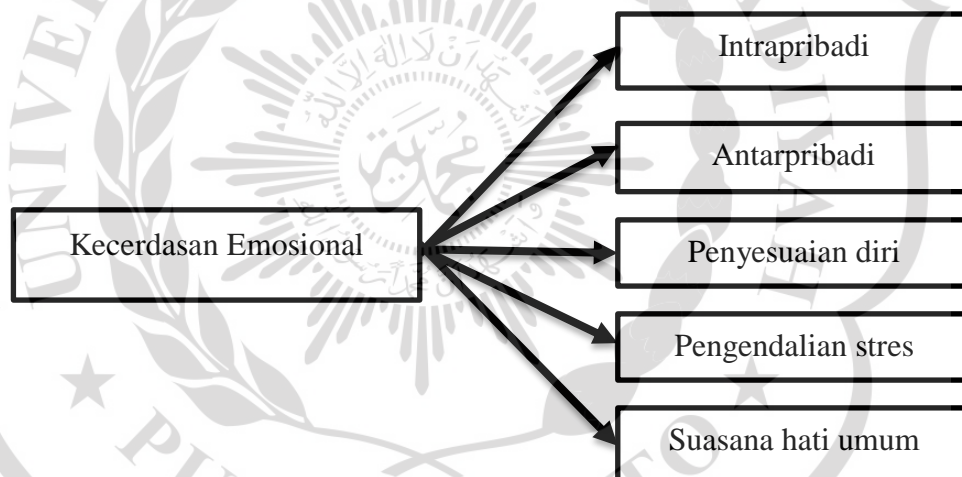 Intrapribadi
Antarpribadi
Kecerdasan Emosional
Penyesuaian diri
Pengendalian stres
Suasana hati umum